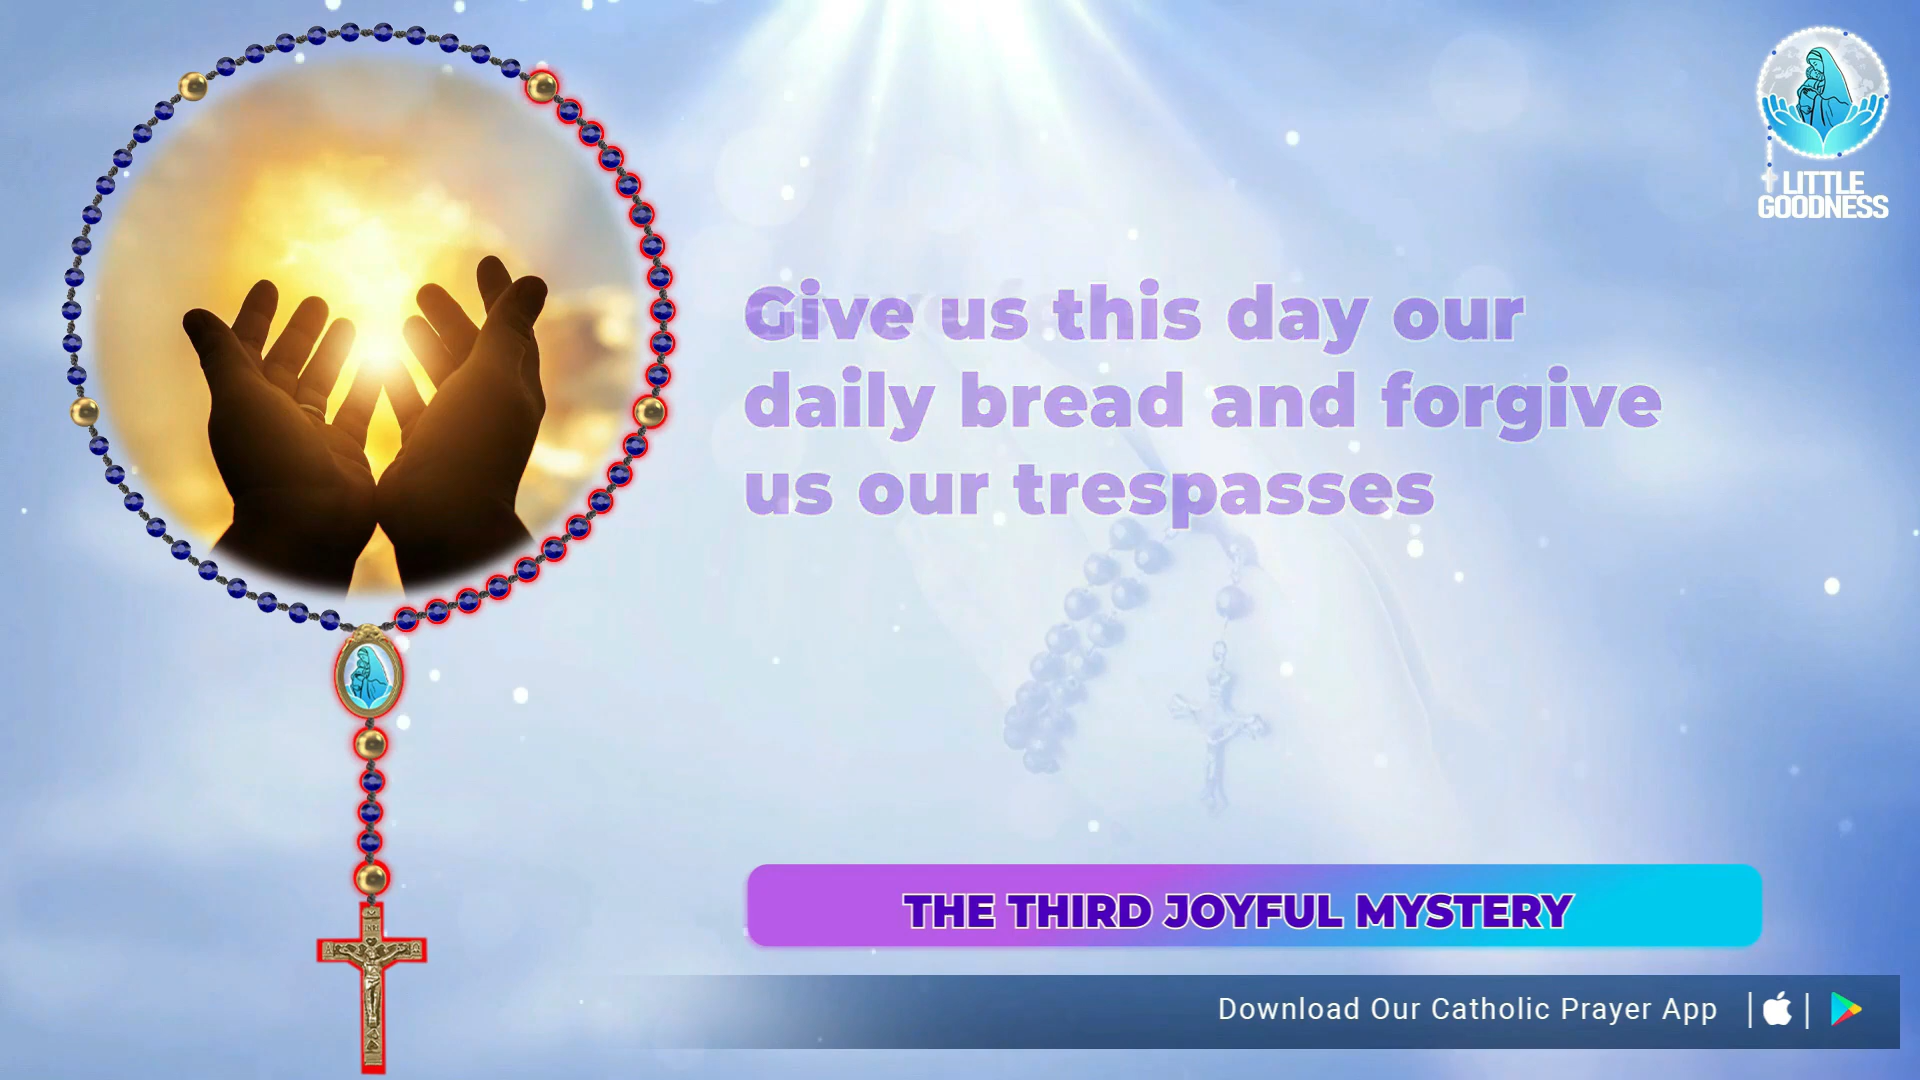 Give us this day our
daily bread and forgive
us our trespasses
LITTLE
GOODNESS
THE THIRD JOYFUL MYSTERY
Download Our Catholic Prayer App
INRI